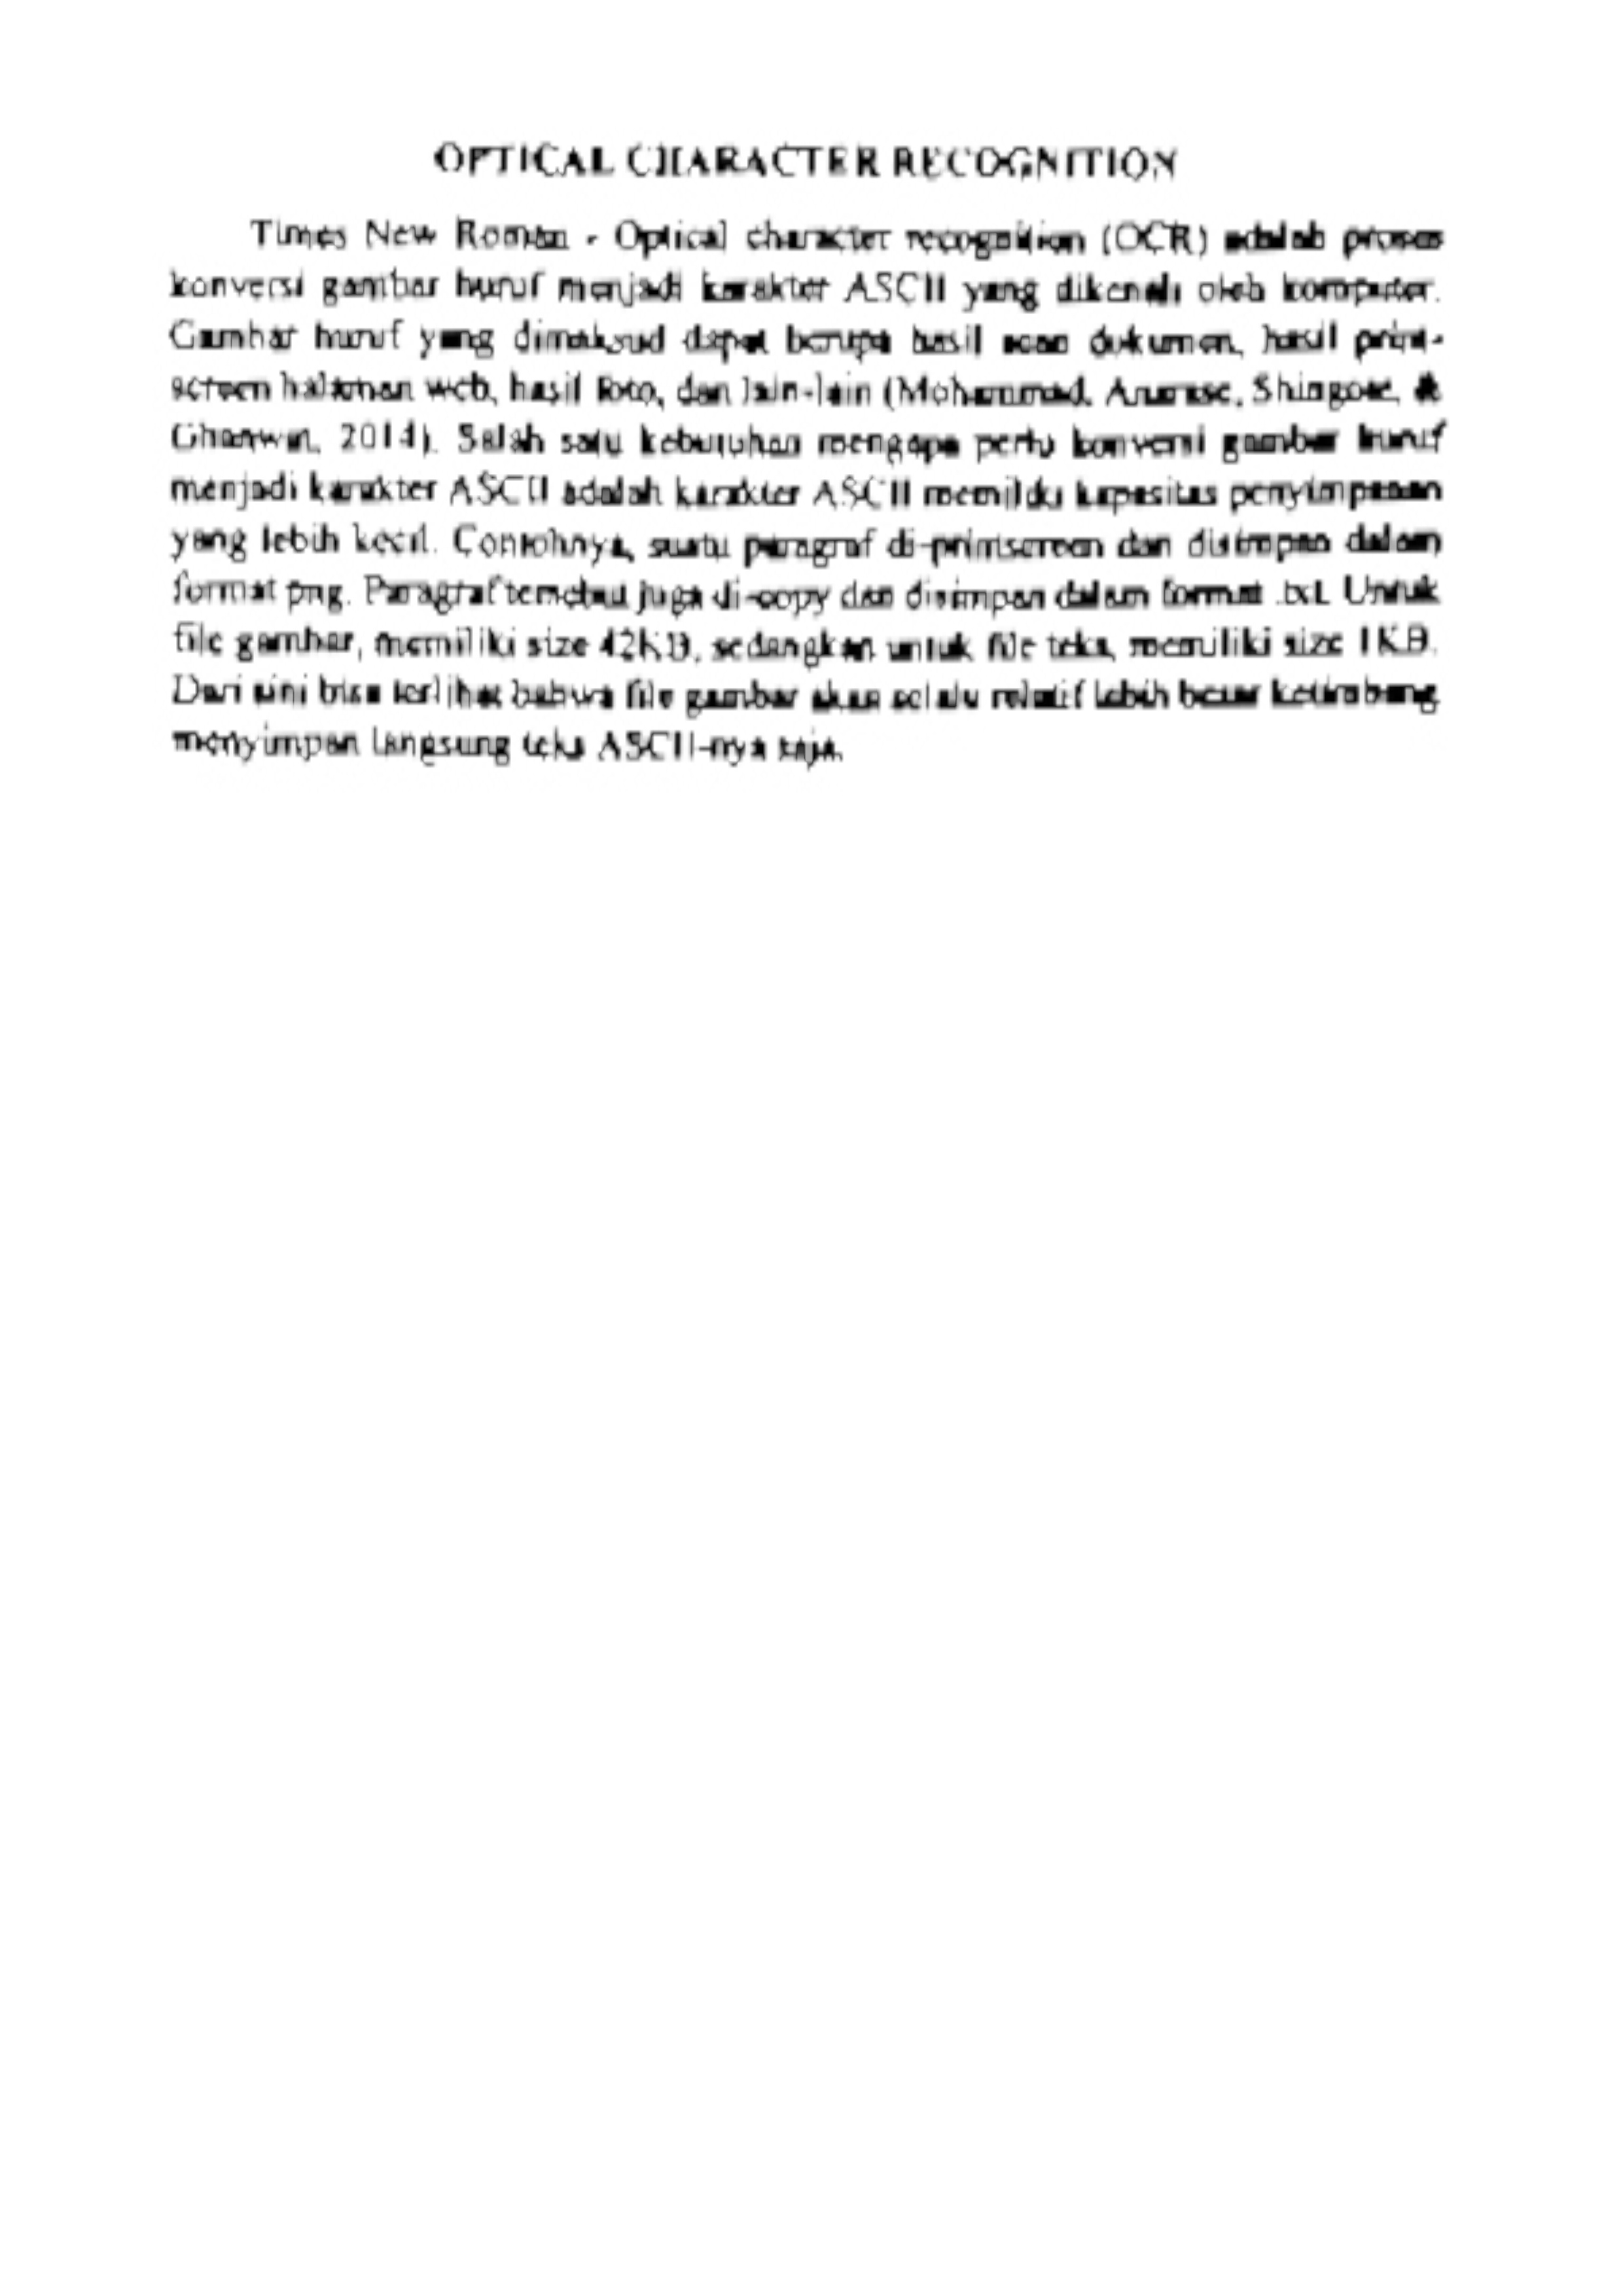 OPTICAL CHARACTER RECOGNITION
Times New Roman - Optical character recognition (OCR) adalah proses
konversi gambar huruf menjadi karakter ASCII yang dikenali oleh komputer.
Gambar huruf yang dimaksud dapat berupa hasil scan dokumen, hasil print-
screen halaman web, hasil foto, dan lain-lain (Mohammad, Anarase, Shingote, &
Ghanwat, 2014). Salah satu kebutuhan mengapa perlu konversi gambar huruf
menjadi karakter ASCII adalah karakter ASCII memiliki kapasitas penyimpanan
yang lebih kecil. Contohnya, suatu paragraf di-printscreen dan disimpan dalam
format png. Paragraf tersebut juga di-copy dan disimpan dalam format .txt. Untuk
file gambar, memiliki size 42KB, sedangkan untuk file teks, memiliki size 1KB.
Dari sini bisa terlihat bahwa file gambar akan selalu relatif lebih besar ketimbang
menyimpan langsung teks ASCII-nya saja.